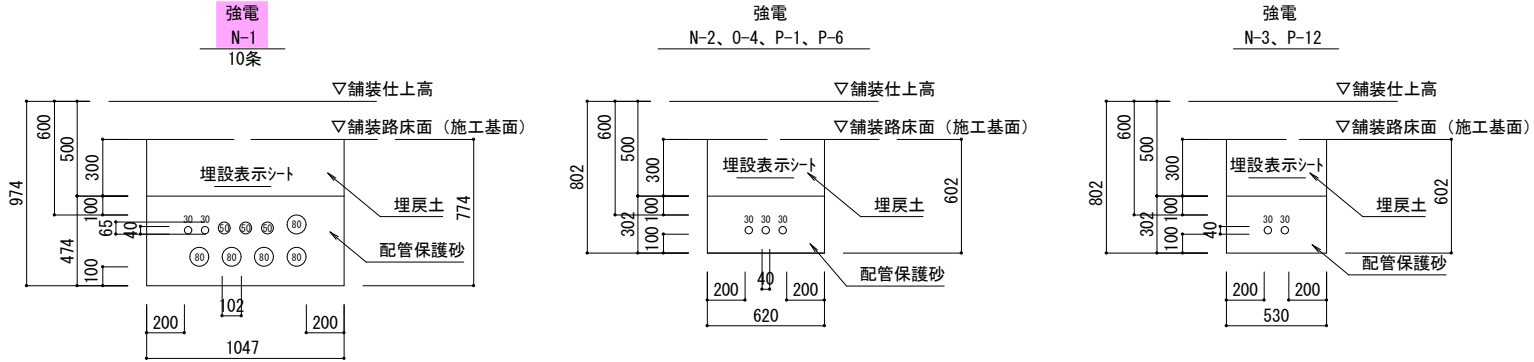 強電
N-1
10条
▽舗装仕上高
▽舗装路床面（施工基面）
974
600
500
300
100
65
40
474
100
埋設表示ｼｰﾄ
埋戻土
774
30 30 50 50 50 80
80 80 80 80
配管保護砂
102
200
200
1047
強電
N-2、O-4、P-1、P-6
▽舗装仕上高
▽舗装路床面（施工基面）
802
600
500
300
100
302
100
埋設表示ｼｰﾄ
埋戻土
602
30 30 30
配管保護砂
40
200
200
620
強電
N-3、P-12
▽舗装仕上高
▽舗装路床面（施工基面）
802
600
500
300
100
302
40
100
埋設表示ｼｰﾄ
埋戻土
602
30 30
配管保護砂
200
200
530